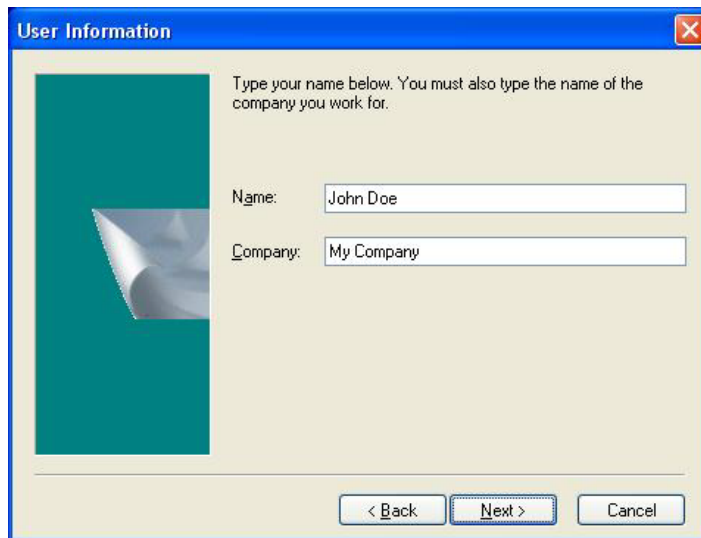 User Information
Type your name below. You must also type the name of the
company you work for.
Name: John Doe
Company: My Company
< Back Next > Cancel